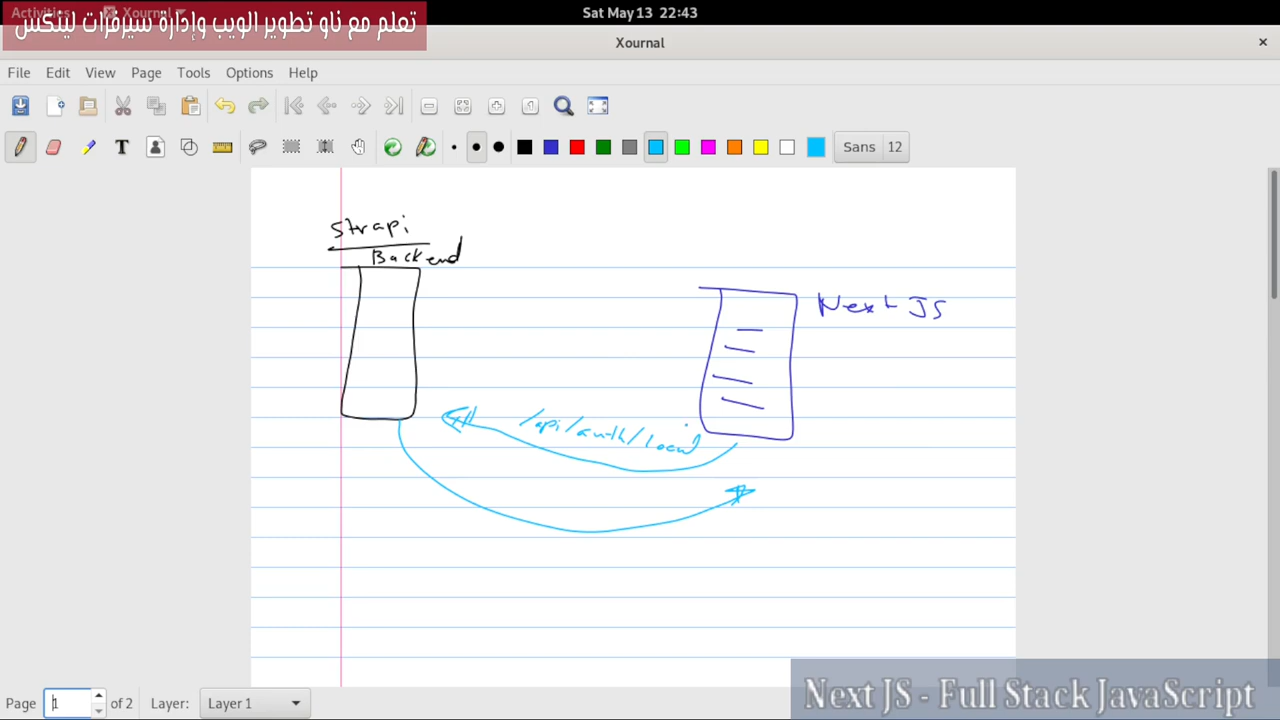 Activities
Xournal
Sat May 13 22:43
تعلم مع ناو تطوير الويب وإدارة سيرفرات لينكس
Xournal
File Edit View Page Tools Options Help
Sans 12
Strapi
Backend
Next JS
/api/auth/local
Page 1 of 2 Layer: Layer 1
Next JS - Full Stack JavaScript